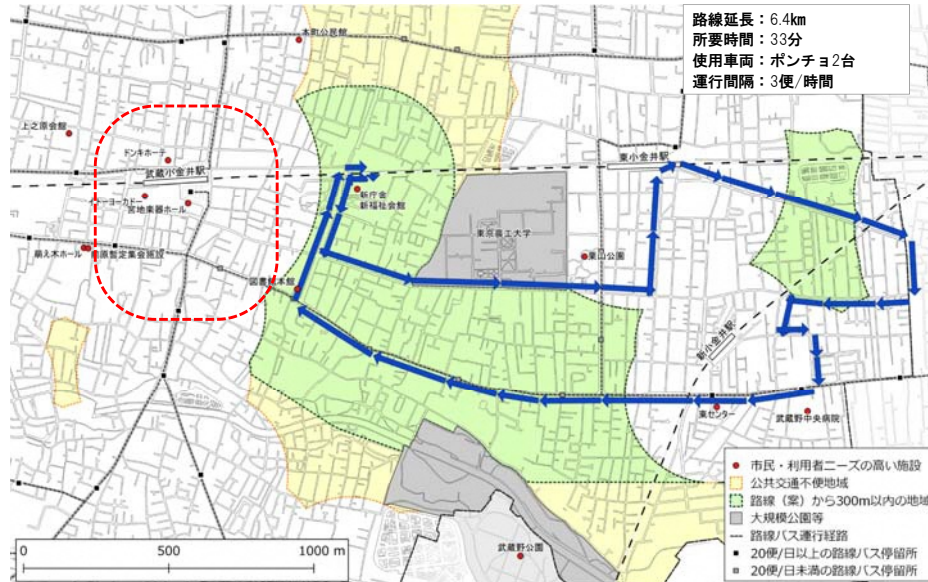 路線延長：6.4km
所要時間：33分
使用車両：ポンチョ2台
運行間隔：3便/時間
本町公民館
上之原会館
ドンキホーテ
武蔵小金井駅
東小金井駅
イトーヨーカドー
宮地楽器ホール
新庁舎
新福祉会館
東京農工大学
栗山公園
萌え木ホール
前原暫定集会施設
図書館本館
新小金井駅
東センター
武蔵野中央病院
武蔵野公園
市民・利用者ニーズの高い施設
公共交通不便地域
路線（案）から300m以内の地域
大規模公園等
路線バス運行経路
20便/日以上の路線バス停留所
20便/日未満の路線バス停留所
0 500 1000 m